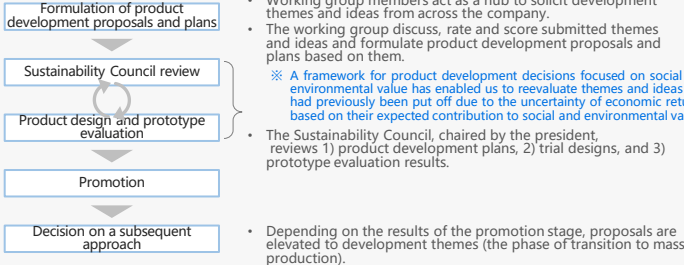 Formulation of product
development proposals and plans
Sustainability Council review
Product design and prototype
evaluation
Promotion
Decision on a subsequent
approach
• Working group members act as a hub to solicit development
themes and ideas from across the company.
• The working group discuss, rate and score submitted themes
and ideas and formulate product development proposals and
plans based on them.
※ A framework for product development decisions focused on social
environmental value has enabled us to reevaluate themes and ideas
had previously been put off due to the uncertainty of economic retu
based on their expected contribution to social and environmental va
• The Sustainability Council, chaired by the president,
reviews 1) product development plans, 2) trial designs, and 3)
prototype evaluation results.
• Depending on the results of the promotion stage, proposals are
elevated to development themes (the phase of transition to mass
production).